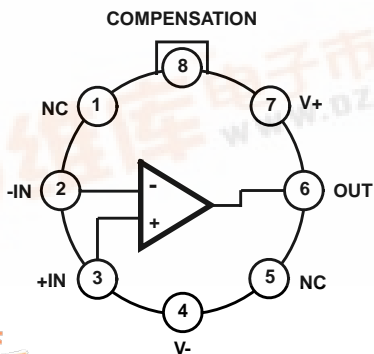 COMPENSATION
8
NC 1
7 V+
-IN 2
-
6 OUT
+
+IN 3
5 NC
4
V-